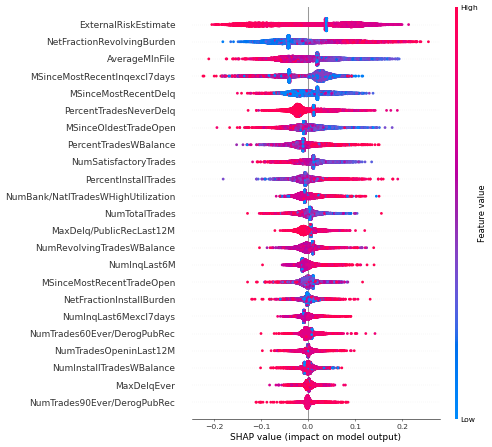 High
ExternalRiskEstimate
NetFractionRevolvingBurden
AverageMInFile
MSinceMostRecentInqexcl7days
MSinceMostRecentDelq
PercentTradesNeverDelq
MSinceOldestTradeOpen
PercentTradesWBalance
NumSatisfactoryTrades
PercentInstallTrades
NumBank/NatlTradesWHighUtilization
NumTotalTrades
MaxDelq/PublicRecLast12M
NumRevolvingTradesWBalance
NumInqLast6M
MSinceMostRecentTradeOpen
NetFractionInstallBurden
NumInqLast6Mexcl7days
NumTrades60Ever/DerogPubRec
NumTradesOpeninLast12M
NumInstallTradesWBalance
MaxDelqEver
NumTrades90Ever/DerogPubRec
Feature value
Low
−0.2 −0.1 0.0 0.1 0.2
SHAP value (impact on model output)